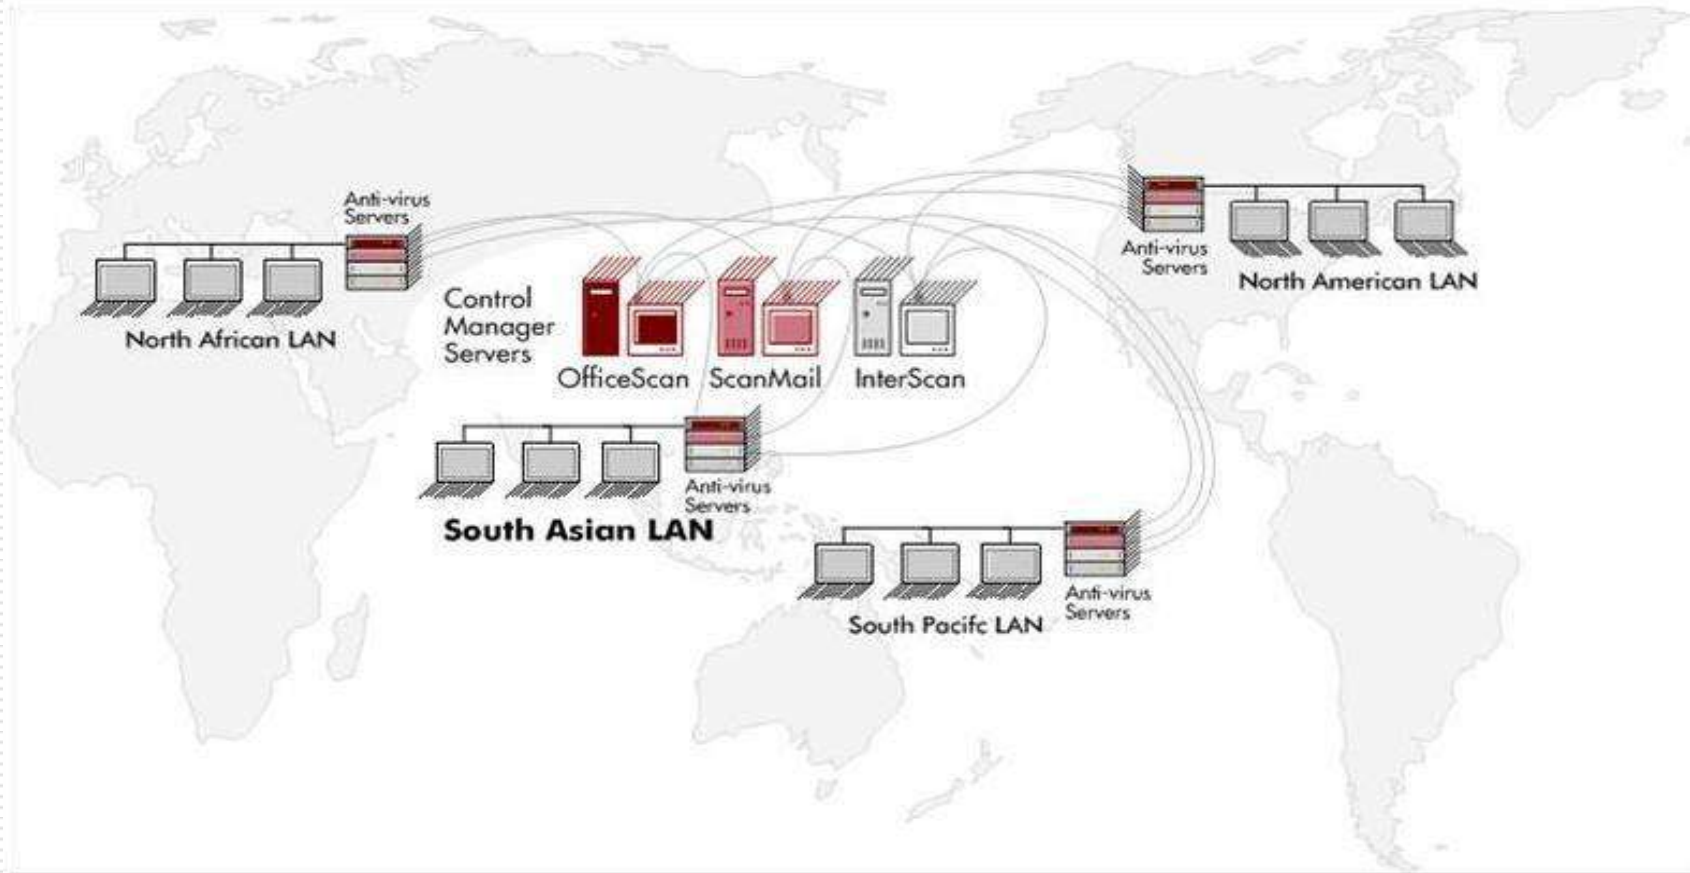 Anti-virus
Servers
North African LAN
Control
Manager
Servers
OfficeScan
ScanMail
InterScan
Anti-virus
Servers
North American LAN
Anti-virus
Servers
South Asian LAN
Anti-virus
Servers
South Pacifc LAN